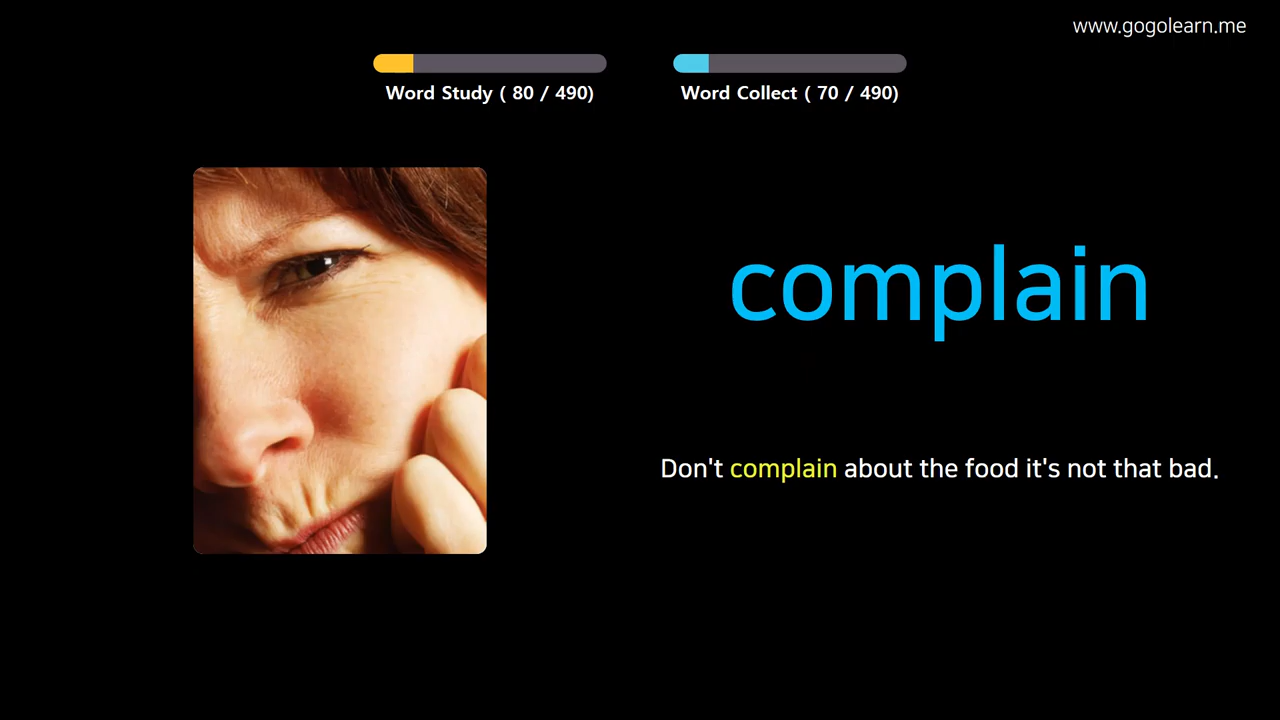 www.gogolearn.me
Word Study ( 80 / 490)
Word Collect ( 70 / 490)
complain
Don't complain about the food it's not that bad.